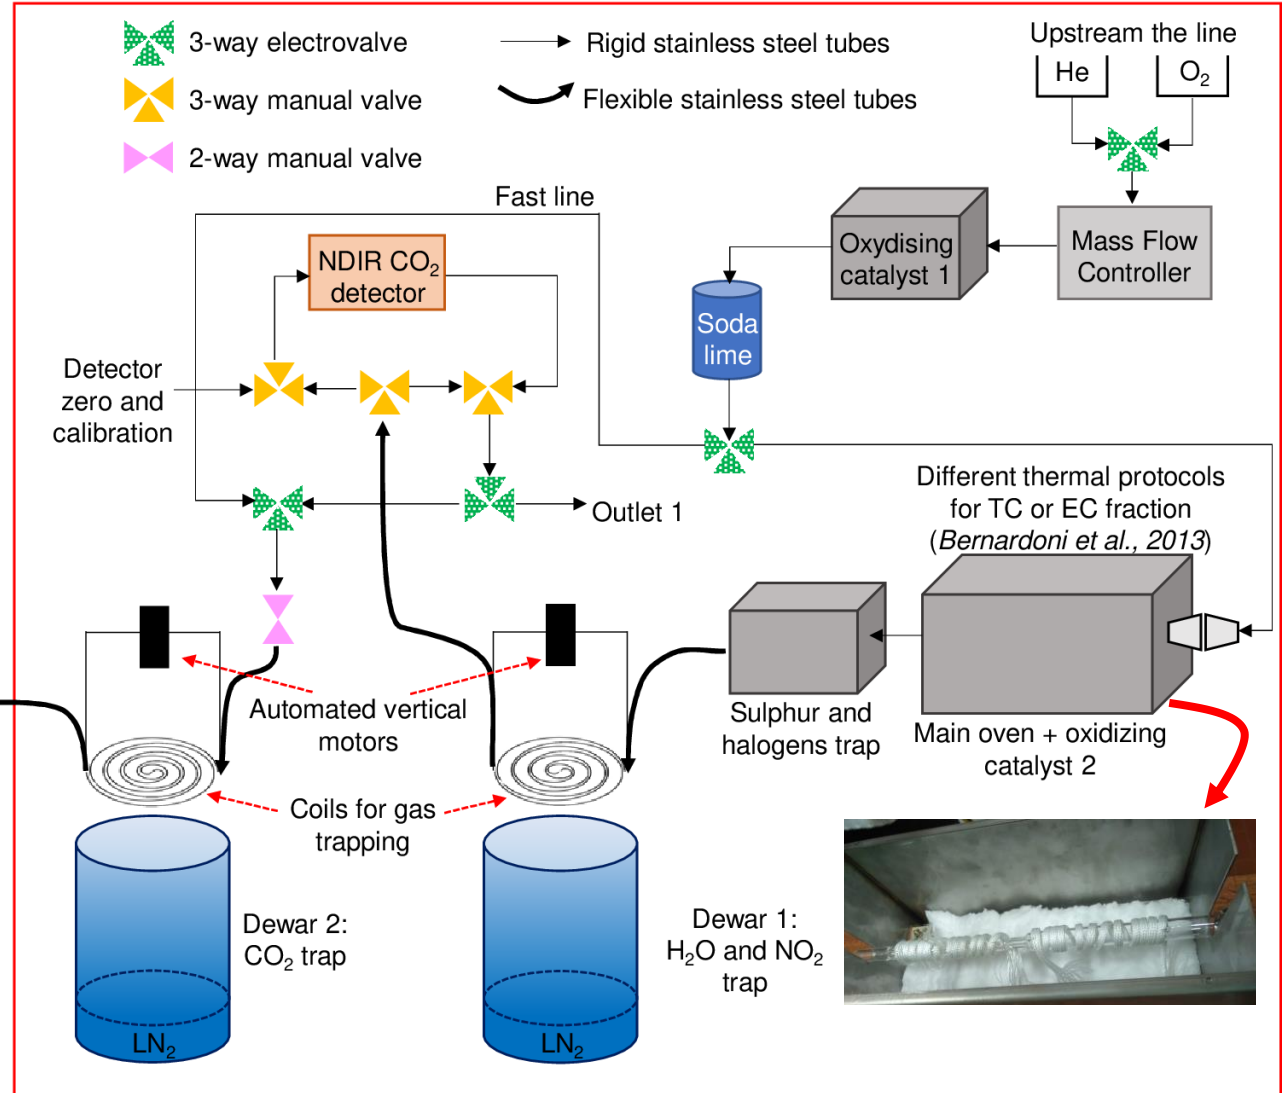 3-way electrovalve
3-way manual valve
2-way manual valve
Rigid stainless steel tubes
Flexible stainless steel tubes
Upstream the line
He
O₂
Fast line
NDIR CO₂
detector
Oxydising
catalyst 1
Mass Flow
Controller
Soda
lime
Detector
zero and
calibration
Outlet 1
Different thermal protocols
for TC or EC fraction
(Bernardoni et al., 2013)
Automated vertical
motors
Sulphur and
halogens trap
Main oven + oxidizing
catalyst 2
Coils for gas
trapping
Dewar 2:
CO₂ trap
Dewar 1:
H₂O and NO₂
trap
LN₂
LN₂